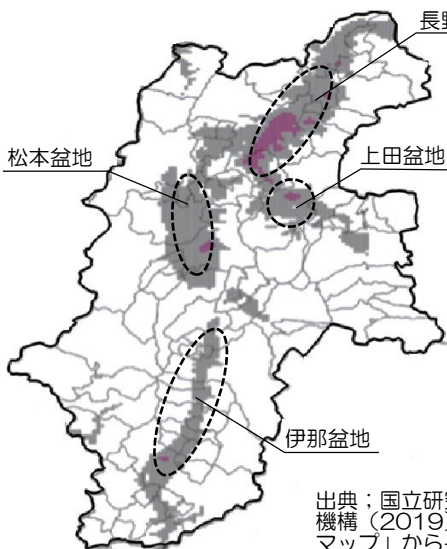 長野
松本盆地
上田盆地
伊那盆地
出典；国立研
機構（2019）
マップ」から